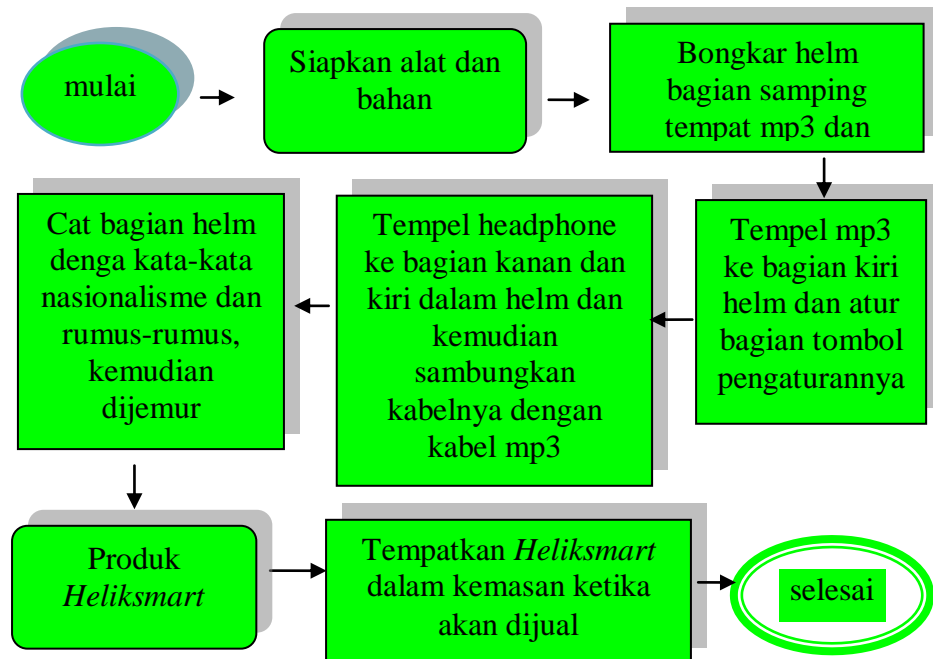 mulai
Siapkan alat dan
bahan
Bongkar helm
bagian samping
tempat mp3 dan
Tempel mp3
ke bagian kiri
helm dan atur
bagian tombol
pengaturannya
Tempel headphone
ke bagian kanan dan
kiri dalam helm dan
kemudian
sambungkan
kabelnya dengan
kabel mp3
Cat bagian helm
denga kata-kata
nasionalisme dan
rumus-rumus,
kemudian
dijemur
Produk
Heliksmart
Tempatkan Heliksmart
dalam kemasan ketika
akan dijual
selesai